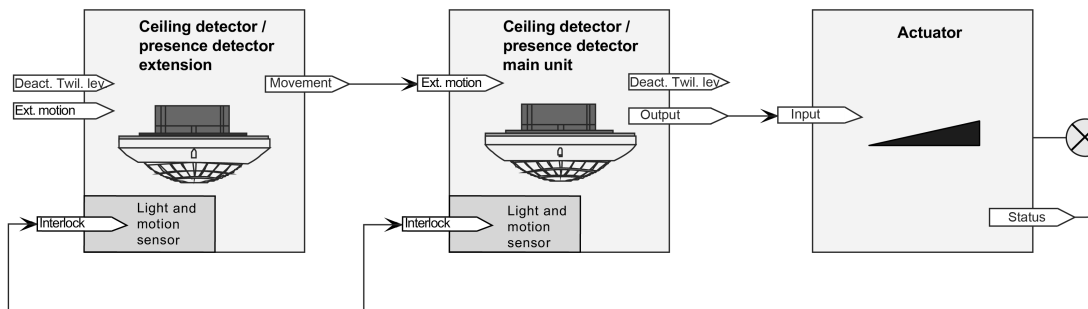 Ceiling detector /
presence detector
extension
Deact. Twil. lev
Ext. motion
Movement
Interlock
Light and
motion
sensor
Ceiling detector /
presence detector
main unit
Ext. motion
Deact. Twil. lev
Output
Interlock
Light and
motion
sensor
Actuator
Input
Status